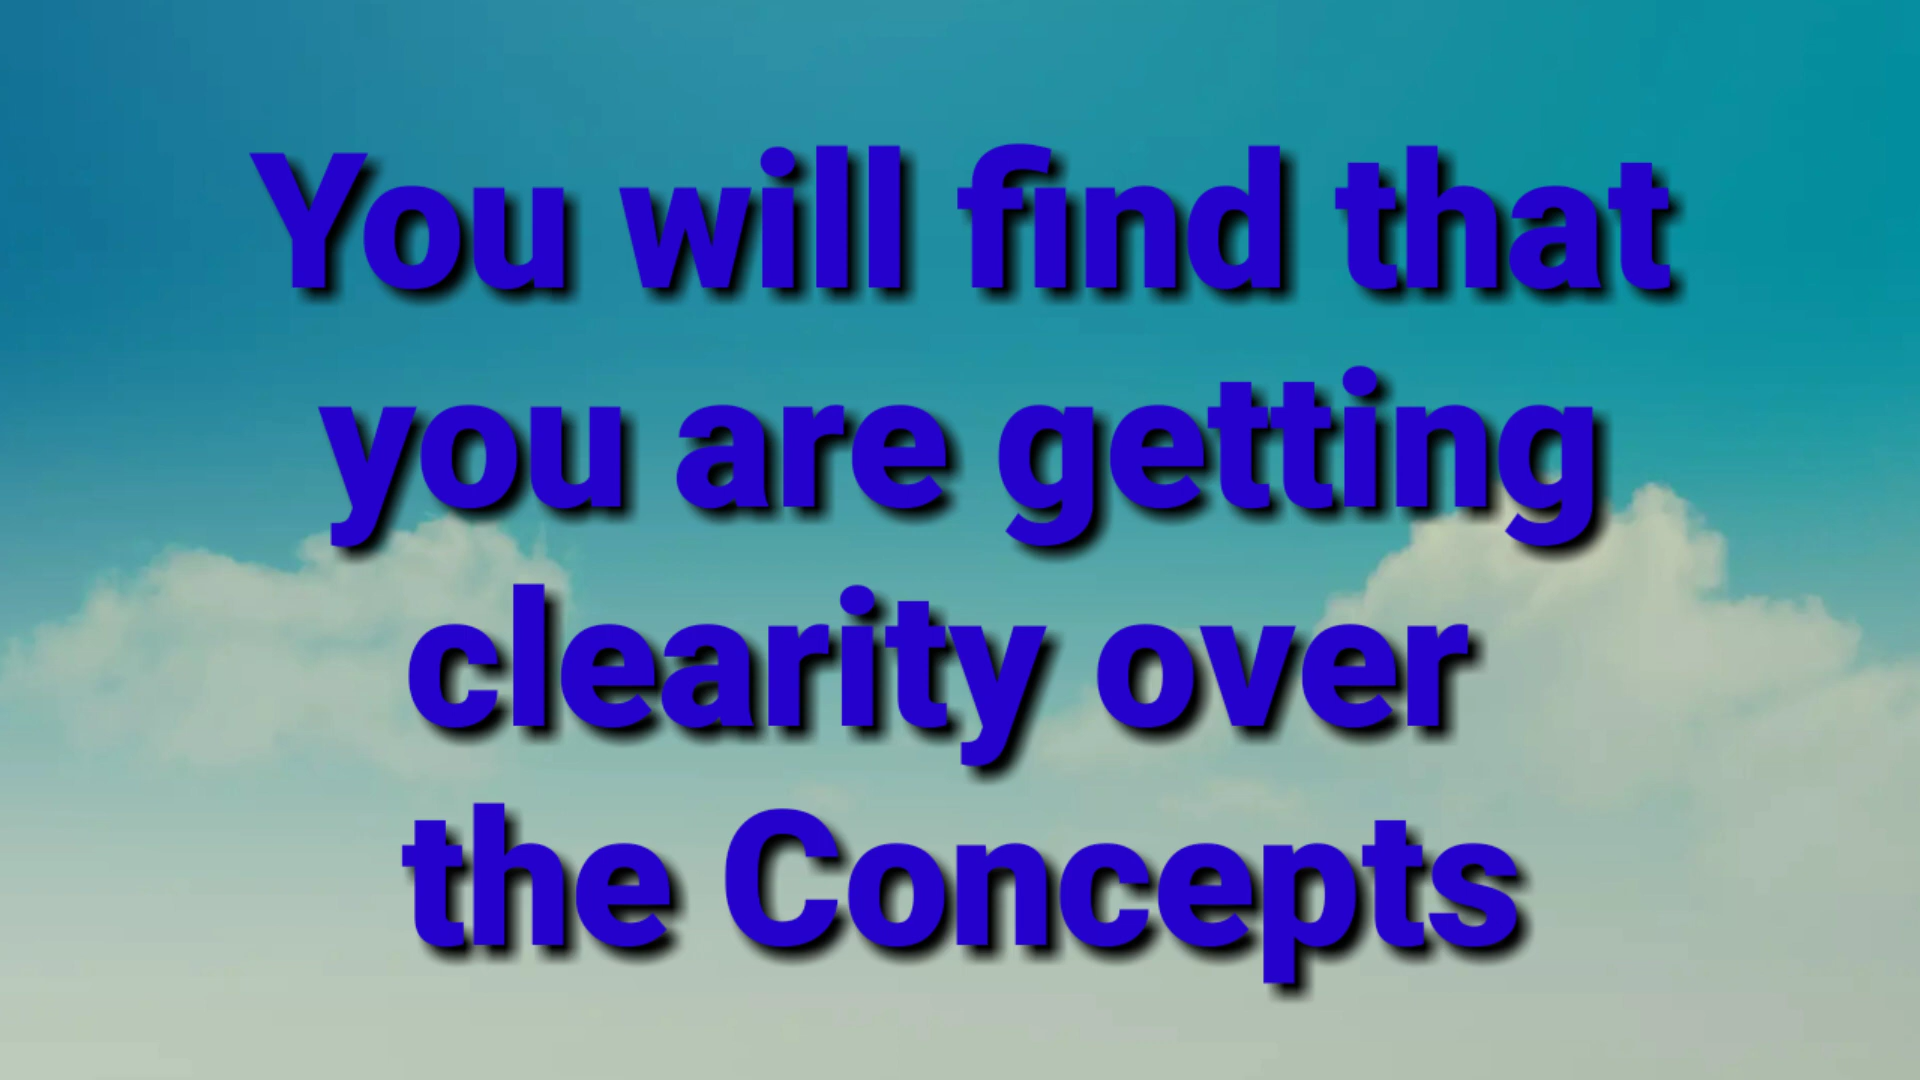 You will find that
you are getting
clearity over
the Concepts